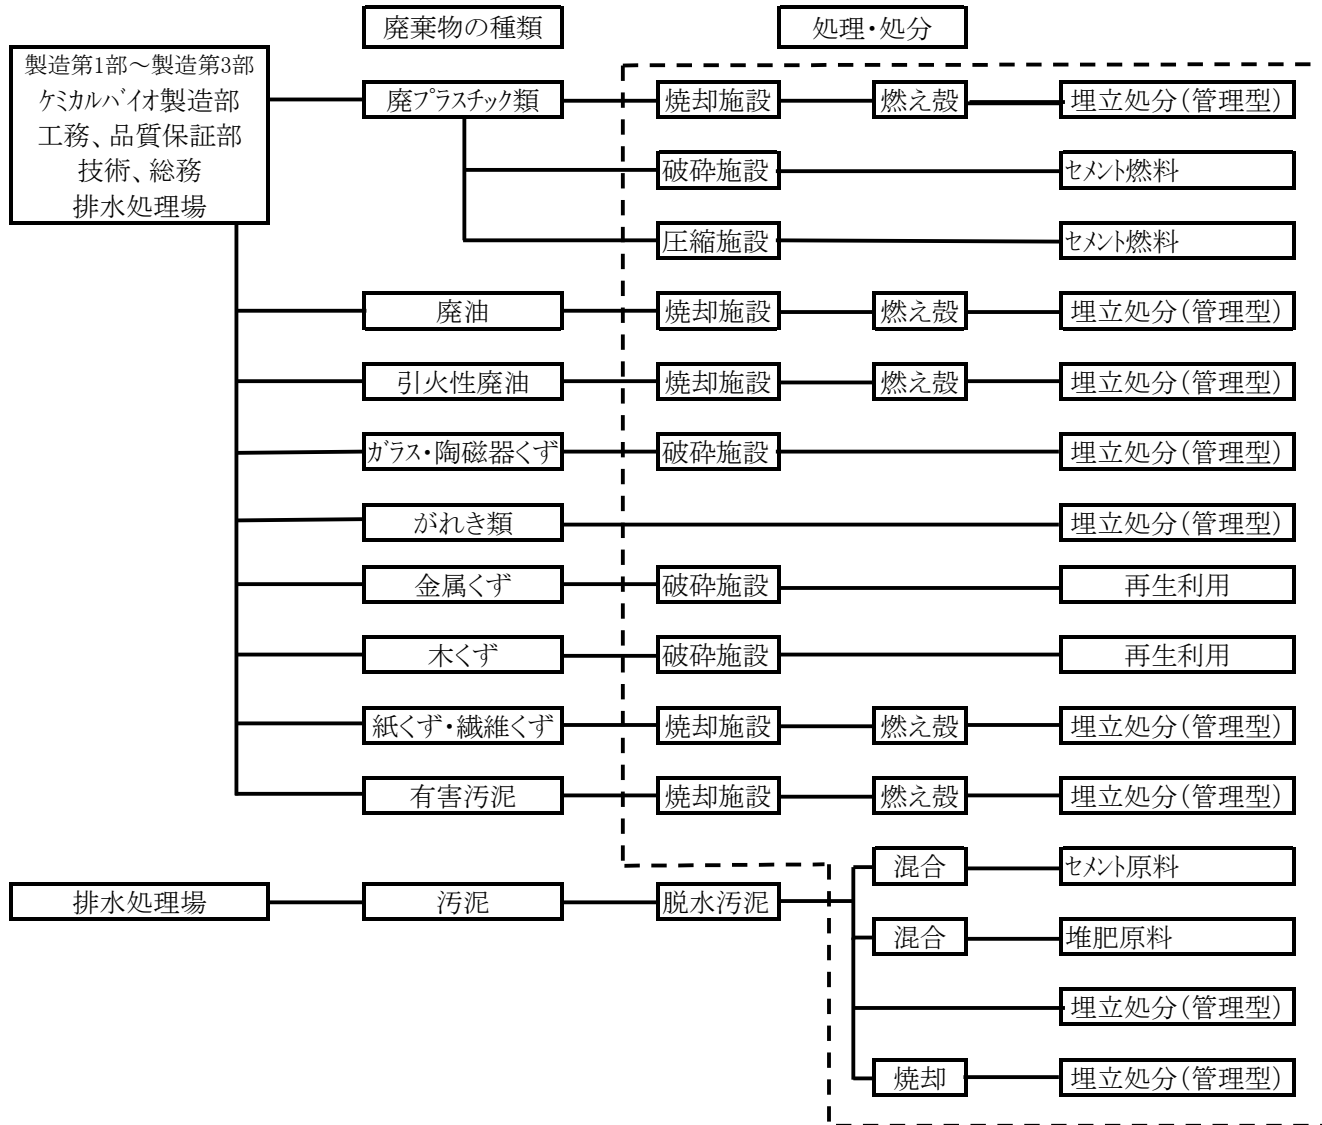 廃棄物の種類
処理・処分
製造第1部～製造第3部
ｹﾐｶﾙﾊﾞｲｵ製造部
工務、品質保証部
技術、総務
排水処理場
廃プラスチック類
焼却施設
燃え殻
埋立処分（管理型）
破砕施設
ｾﾒﾝﾄ燃料
圧縮施設
ｾﾒﾝﾄ燃料
廃油
焼却施設
燃え殻
埋立処分（管理型）
引火性廃油
焼却施設
燃え殻
埋立処分（管理型）
ｶﾞﾗｽ・陶磁器くず
破砕施設
埋立処分（管理型）
がれき類
埋立処分（管理型）
金属くず
破砕施設
再生利用
木くず
破砕施設
再生利用
紙くず・繊維くず
焼却施設
燃え殻
埋立処分（管理型）
有害汚泥
焼却施設
燃え殻
埋立処分（管理型）
混合
ｾﾒﾝﾄ原料
排水処理場
汚泥
脱水汚泥
混合
堆肥原料
埋立処分（管理型）
焼却
埋立処分（管理型）